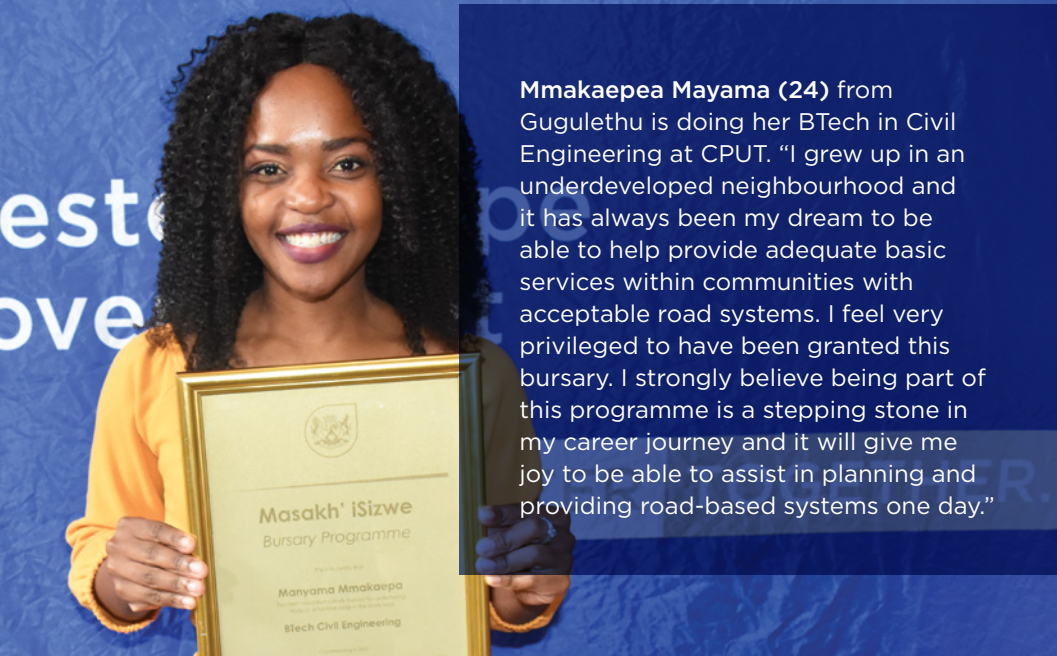 Mmakaepea Mayama (24) from
Gugulethu is doing her BTech in Civil
Engineering at CPUT. “I grew up in an
underdeveloped neighbourhood and
it has always been my dream to be
able to help provide adequate basic
services within communities with
acceptable road systems. I feel very
privileged to have been granted this
bursary. I strongly believe being part of
this programme is a stepping stone in
my career journey and it will give me
joy to be able to assist in planning and
providing road-based systems one day.”
Masakh' iSizwe
Bursary Programme
Manyama Mmakaepa
BTech Civil Engineering